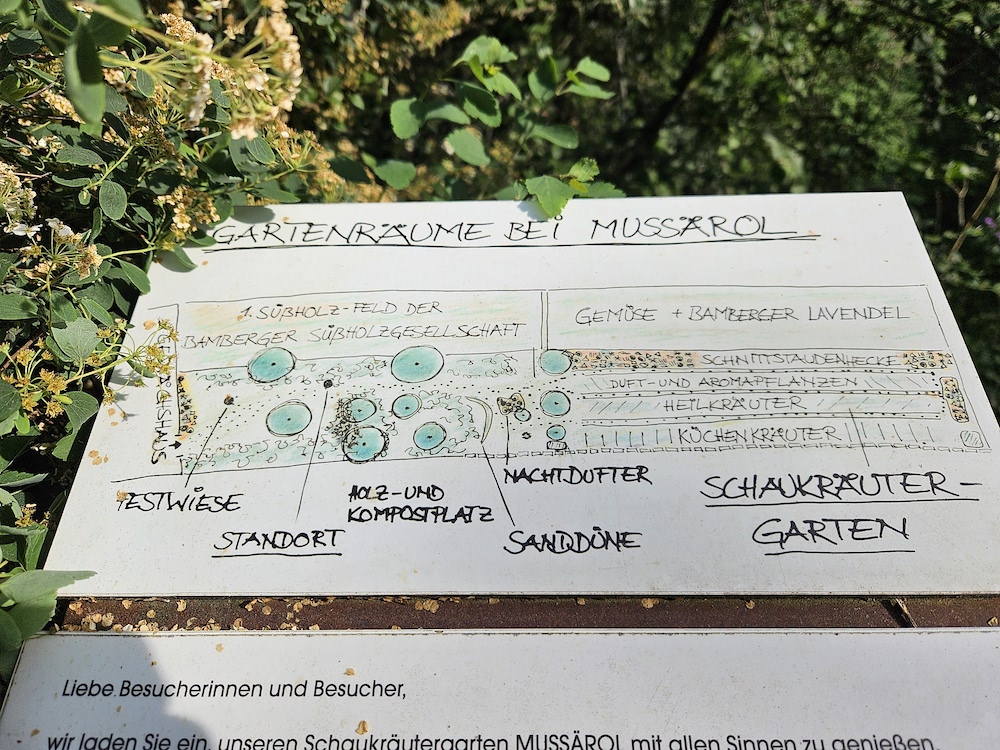 GARTENRÄUME BEI MUSSÄROL
1. SÜßHOLZ-FELD DER
BAMBERGER SÜßHOLZGESELLSCHAFT
GEMÜSE + BAMBERGER LAVENDEL
SCHNITTSTAUDENHECKE
DUFT- UND AROMAPFLANZEN
HEILKRÄUTER
KÜCHENKRÄUTER
FESTWIESE
STANDORT
HOLZ- UND
KOMPOSTPLATZ
NACHTDUFTER
SANDDÜNE
SCHAUKRÄUTER-
GARTEN
Liebe Besucherinnen und Besucher,
wir laden Sie ein, unseren Schaukräutergarten MUSSÄROL mit allen Sinnen zu genießen